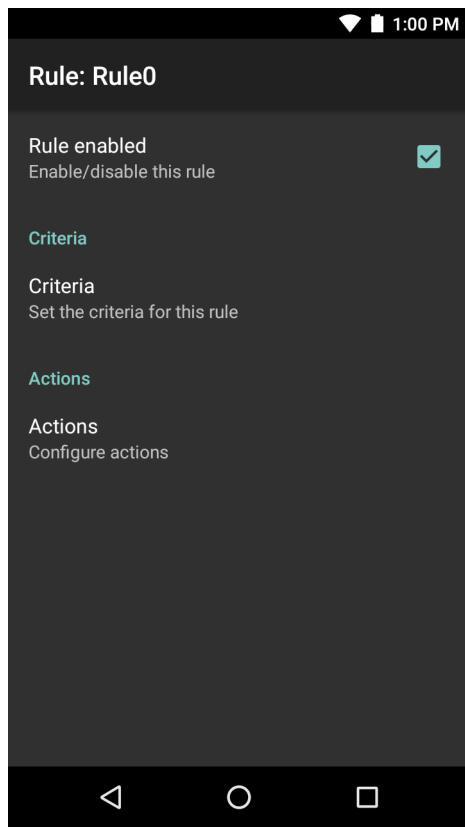 1:00 PM
Rule: Rule0
Rule enabled
Enable/disable this rule
Criteria
Criteria
Set the criteria for this rule
Actions
Actions
Configure actions